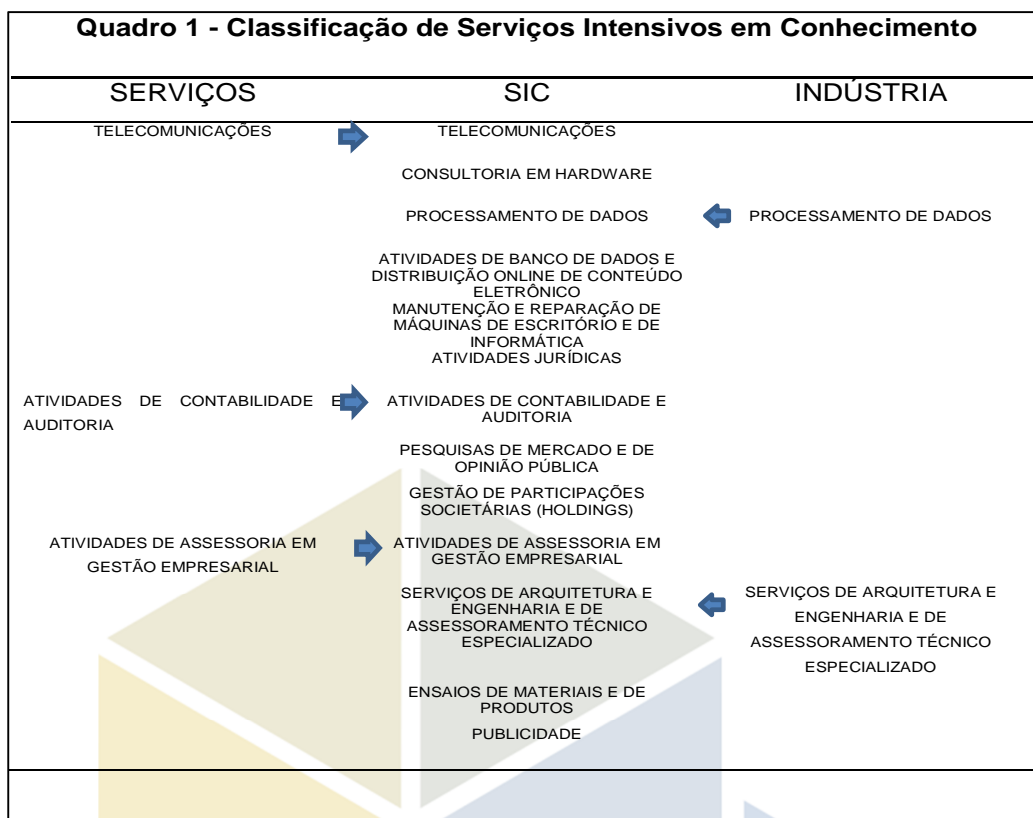 Quadro 1 - Classificação de Serviços Intensivos em Conhecimento
SERVIÇOS SIC INDÚSTRIA
TELECOMUNICAÇÕES TELECOMUNICAÇÕES
CONSULTORIA EM HARDWARE
PROCESSAMENTO DE DADOS PROCESSAMENTO DE DADOS
ATIVIDADES DE BANCO DE DADOS E
DISTRIBUIÇÃO ONLINE DE CONTEÚDO
ELETRÔNICO
MANUTENÇÃO E REPARAÇÃO DE
MÁQUINAS DE ESCRITÓRIO E DE
INFORMÁTICA
ATIVIDADES JURÍDICAS
ATIVIDADES DE CONTABILIDADE E
AUDITORIA
ATIVIDADES DE CONTABILIDADE E
AUDITORIA
PESQUISAS DE MERCADO E DE
OPINIÃO PÚBLICA
GESTÃO DE PARTICIPAÇÕES
SOCIETÁRIAS (HOLDINGS)
ATIVIDADES DE ASSESSORIA EM
GESTÃO EMPRESARIAL
ATIVIDADES DE ASSESSORIA EM
GESTÃO EMPRESARIAL
SERVIÇOS DE ARQUITETURA E
ENGENHARIA E DE
ASSESSORAMENTO TÉCNICO
ESPECIALIZADO
SERVIÇOS DE ARQUITETURA E
ENGENHARIA E DE
ASSESSORAMENTO TÉCNICO
ESPECIALIZADO
ENSAIOS DE MATERIAIS E DE
PRODUTOS
PUBLICIDADE